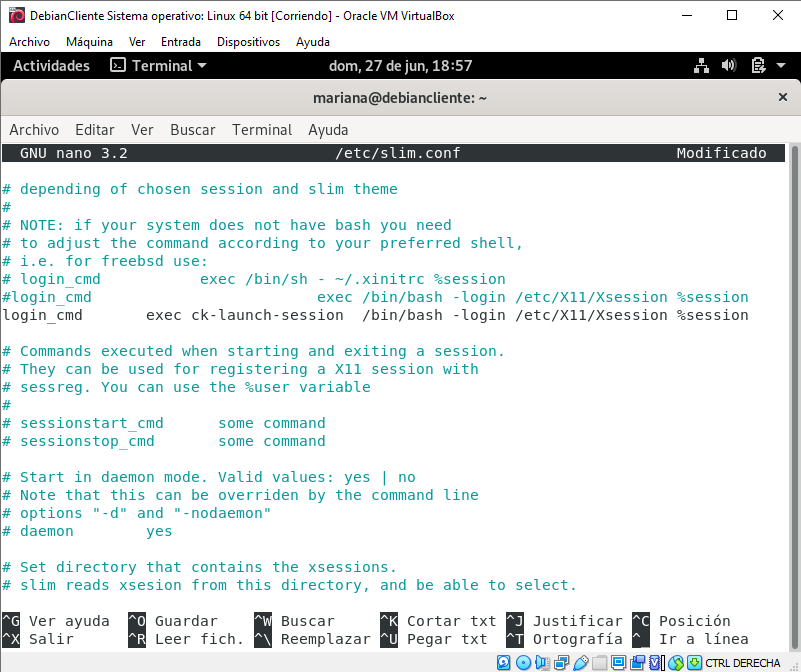 DebianCliente Sistema operativo: Linux 64 bit [Corriendo] - Oracle VM VirtualBox
Archivo Máquina Ver Entrada Dispositivos Ayuda
Actividades Terminal dom, 27 de jun, 18:57
mariana@debiancliente: ~
Archivo Editar Ver Buscar Terminal Ayuda
GNU nano 3.2 /etc/slim.conf Modificado
# depending of chosen session and slim theme
#
# NOTE: if your system does not have bash you need
# to adjust the command according to your preferred shell,
# i.e. for freebsd use:
# login_cmd exec /bin/sh - ~/.xinitrc %session
#login_cmd exec /bin/bash -login /etc/X11/Xsession %session
login_cmd exec ck-launch-session /bin/bash -login /etc/X11/Xsession %session
# Commands executed when starting and exiting a session.
# They can be used for registering a X11 session with
# sessreg. You can use the %user variable
#
# sessionstart_cmd some command
# sessionstop_cmd some command
# Start in daemon mode. Valid values: yes | no
# Note that this can be overriden by the command line
# options "-d" and "-nodaemon"
# daemon yes
# Set directory that contains the xsessions.
# slim reads xsesion from this directory, and be able to select.
^G Ver ayuda ^O Guardar ^W Buscar ^K Cortar txt ^J Justificar ^C Posición
^X Salir ^R Leer fich. ^\ Reemplazar ^U Pegar txt ^T Ortografía ^_ Ir a línea
CTRL DERECHA